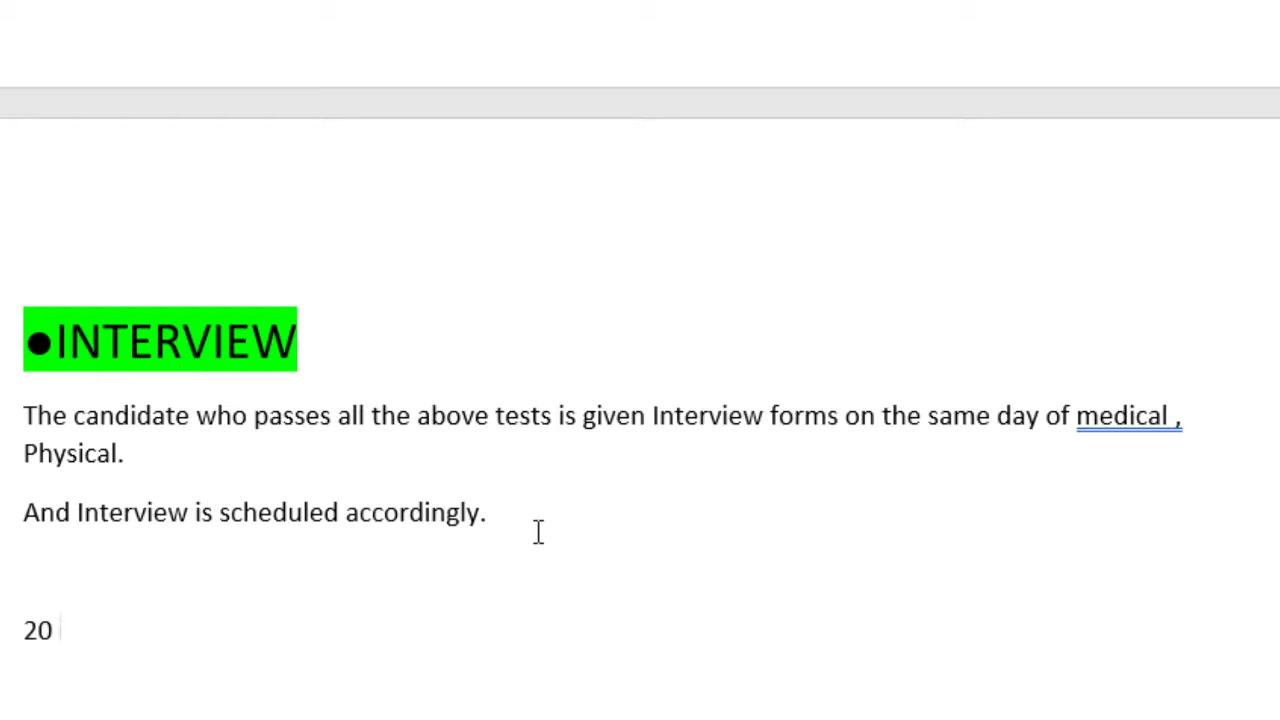 ●INTERVIEW
The candidate who passes all the above tests is given Interview forms on the same day of medical ,
Physical.
And Interview is scheduled accordingly.
20